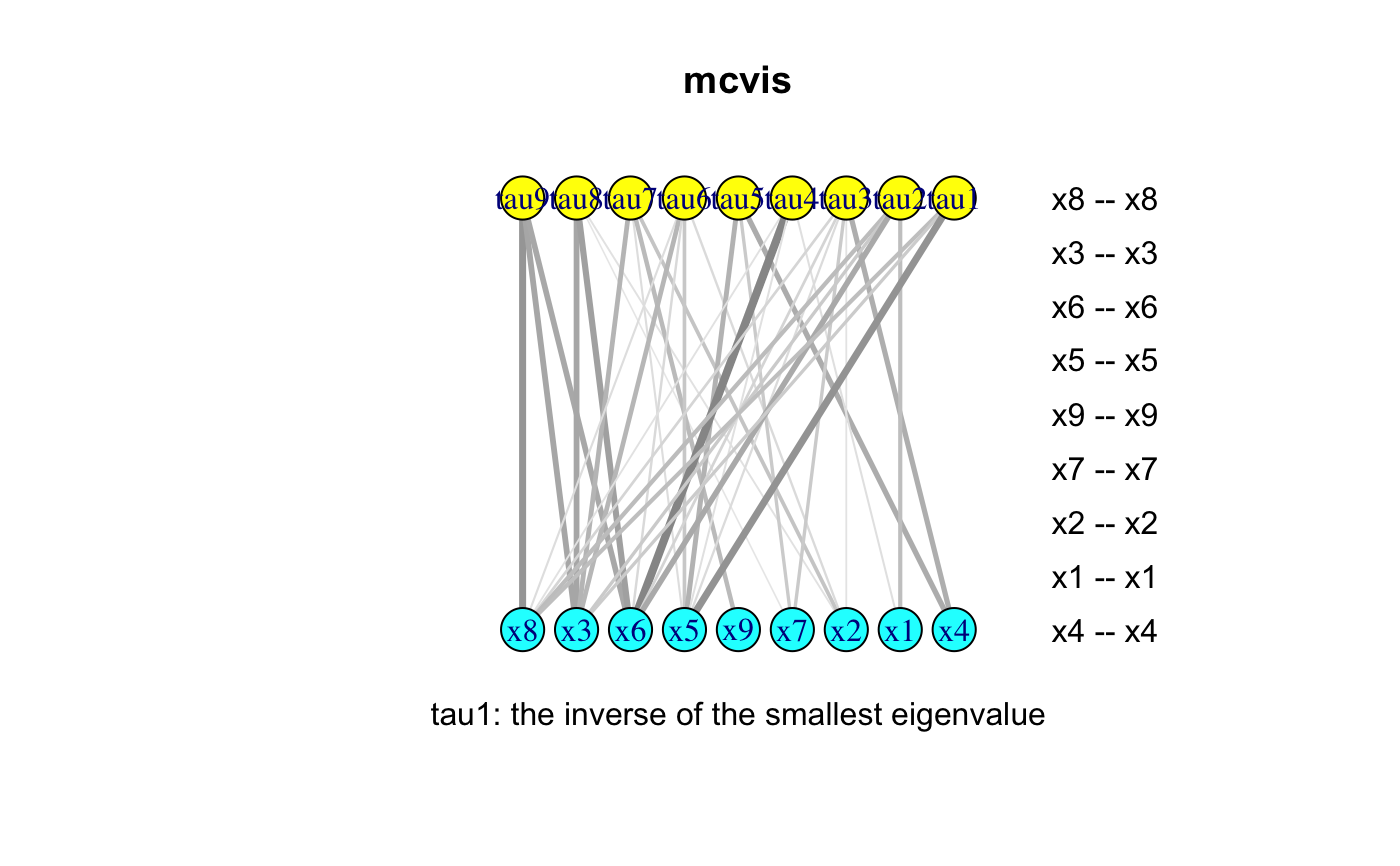 mcvis
tau9 tau8 tau7 tau6 tau5 tau4 tau3 tau2 tau1
x8 -- x8
x3 -- x3
x6 -- x6
x5 -- x5
x9 -- x9
x7 -- x7
x2 -- x2
x1 -- x1
x4 -- x4
x8 x3 x6 x5 x9 x7 x2 x1 x4
tau1: the inverse of the smallest eigenvalue